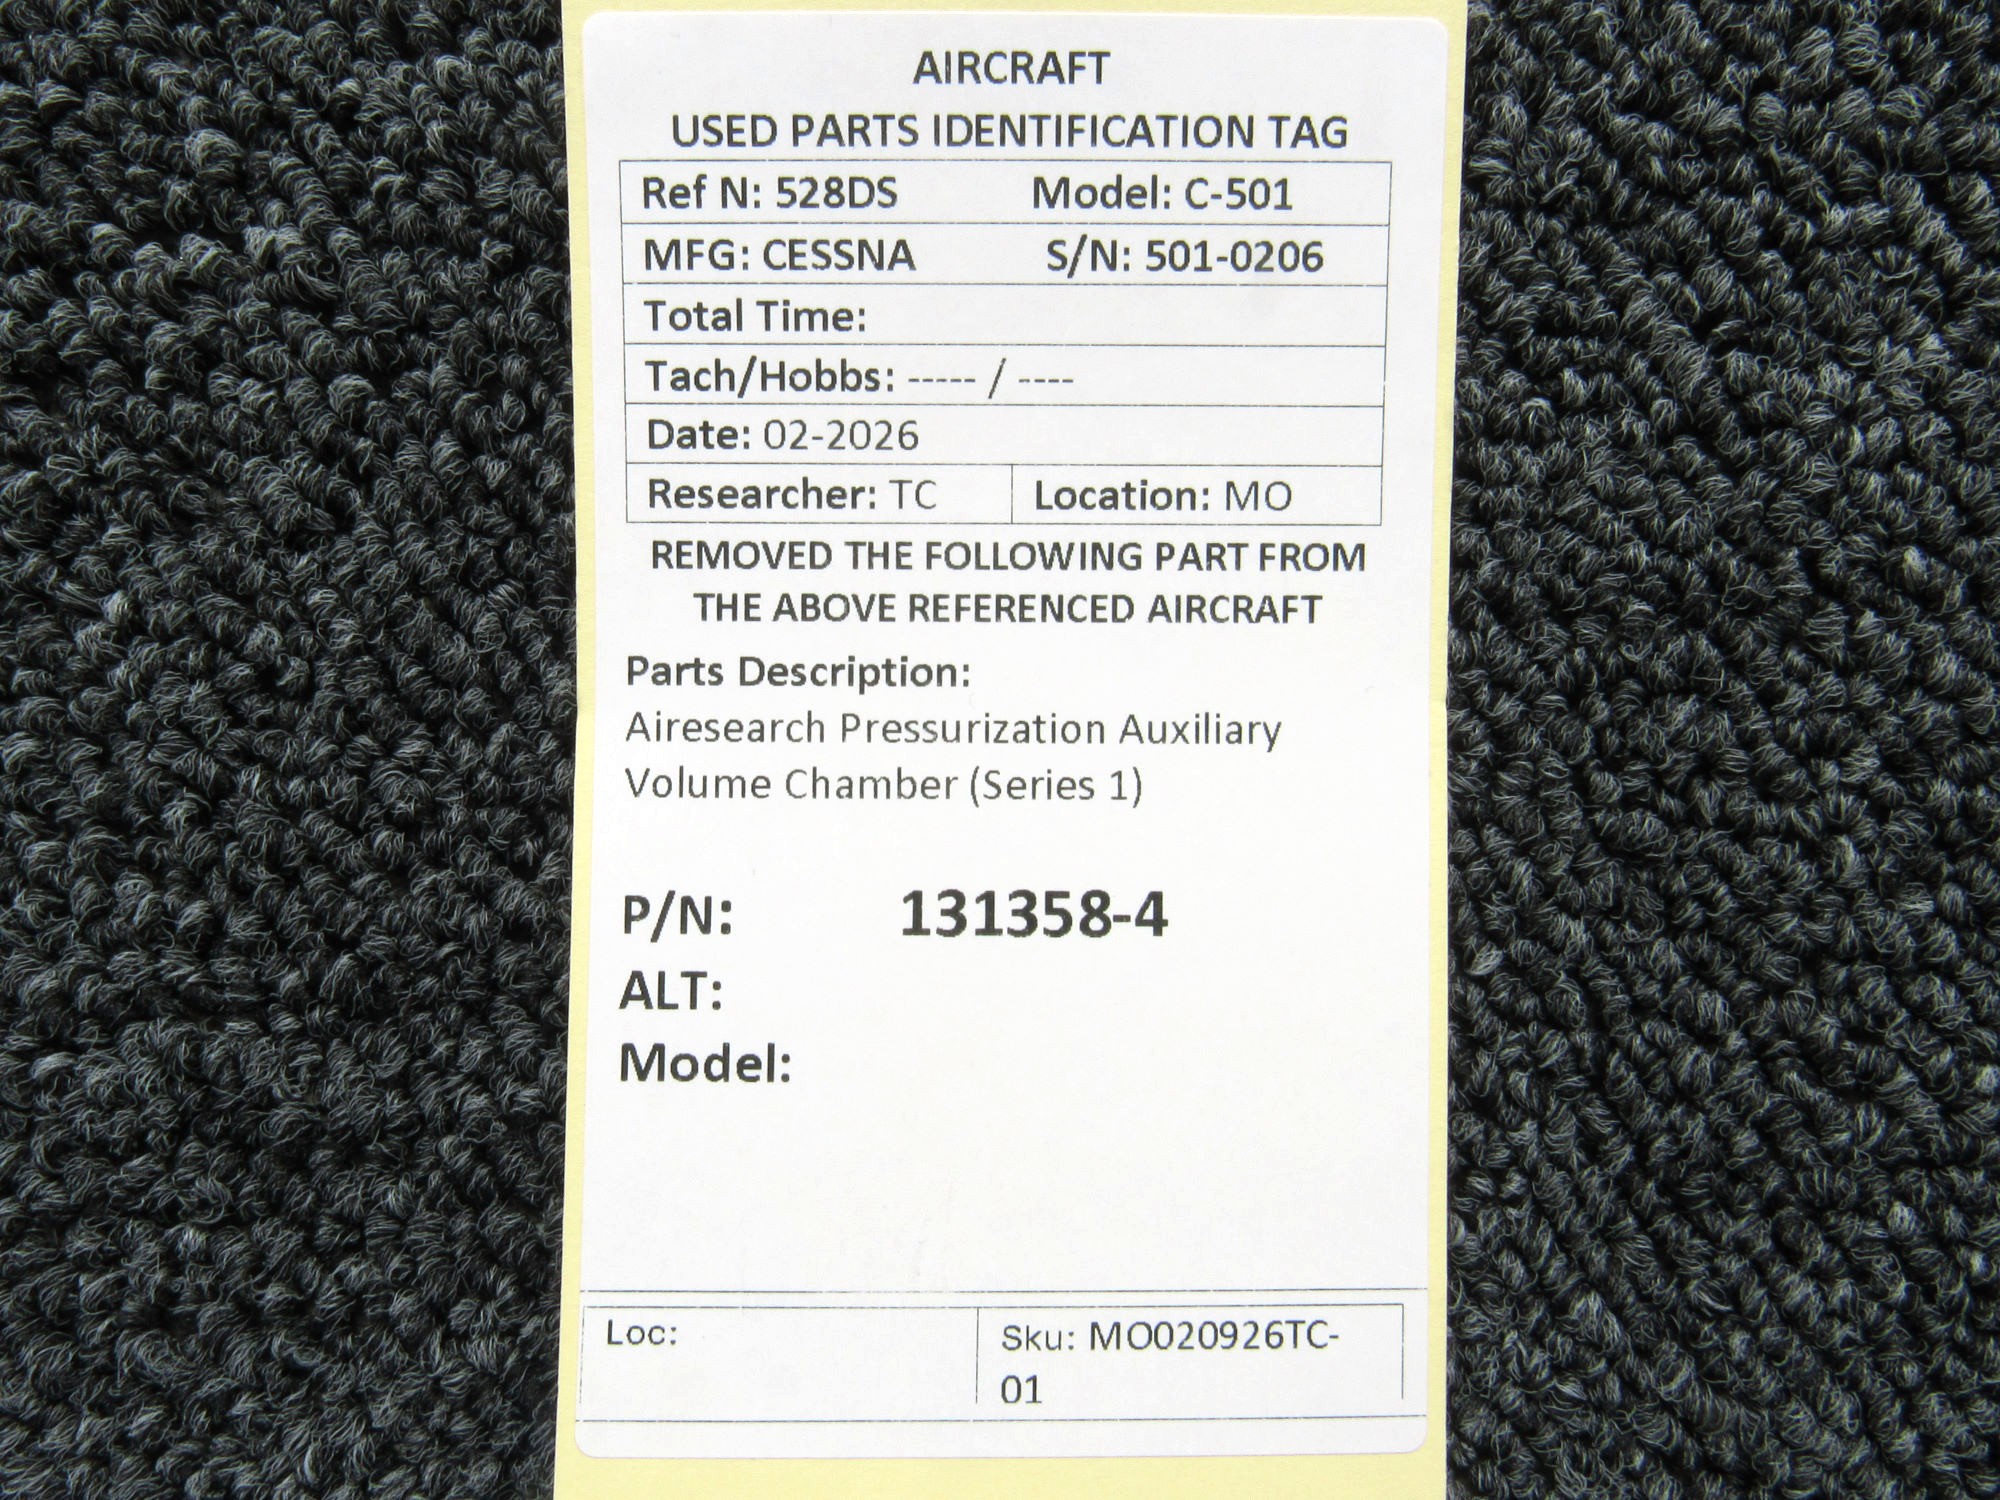 AIRCRAFT
USED PARTS IDENTIFICATION TAG
Ref N: 528DS Model: C-501
MFG: CESSNA S/N: 501-0206
Total Time:
Tach/Hobbs: ----- / ----
Date: 02-2026
Researcher: TC Location: MO
REMOVED THE FOLLOWING PART FROM
THE ABOVE REFERENCED AIRCRAFT
Parts Description:
Airesearch Pressurization Auxiliary
Volume Chamber (Series 1)
P/N: 131358-4
ALT:
Model:
Loc: Sku: MO020926TC-
01